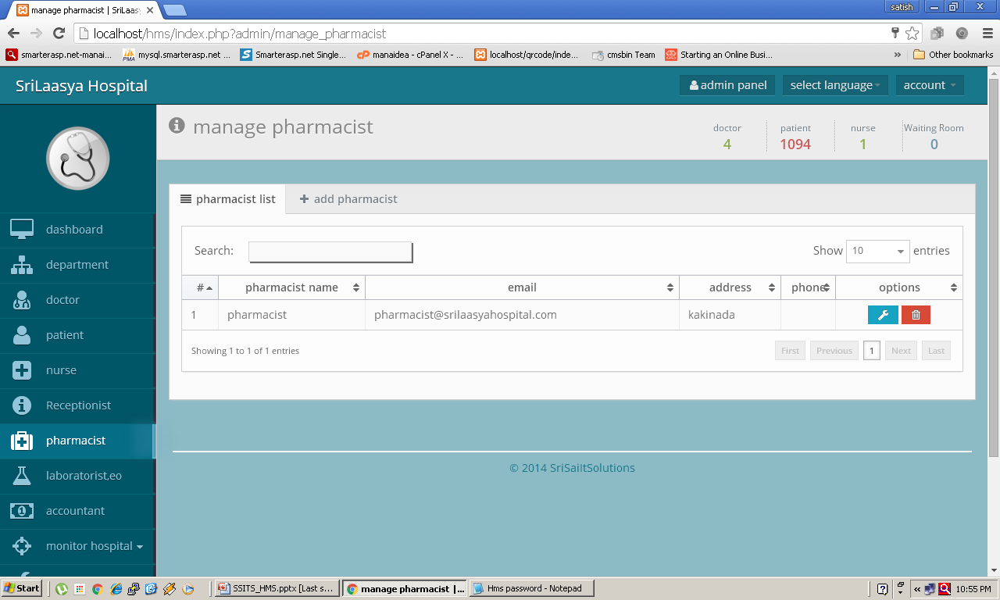 manage pharmacist | SriLaas
satish
localhost/hms/index.php?admin/manage_pharmacist
smarterasp.net-manai...
mysql.smarterasp.net ...
Smarterasp.net Single...
manaidea - cPanel X - ...
localhost/qrcode/inde...
cmsbin Team
Starting an Online Busi...
» Other bookmarks
SriLaasya Hospital
admin panel
select language
account
manage pharmacist
doctor
4
patient
1094
nurse
1
Waiting Room
0
dashboard
department
doctor
patient
nurse
Receptionist
pharmacist
laboratorist,eo
accountant
monitor hospital
pharmacist list
+ add pharmacist
Search:
Show 10 entries
# pharmacist name email address phone options
1 pharmacist pharmacist@srilaasyahospital.com kakinada
Showing 1 to 1 of 1 entries
First Previous 1 Next Last
© 2014 SriSaiItSolutions
Start
SSITS_HMS.pptx [Last s...
manage pharmacist | ...
Hms password - Notepad
10:55 PM